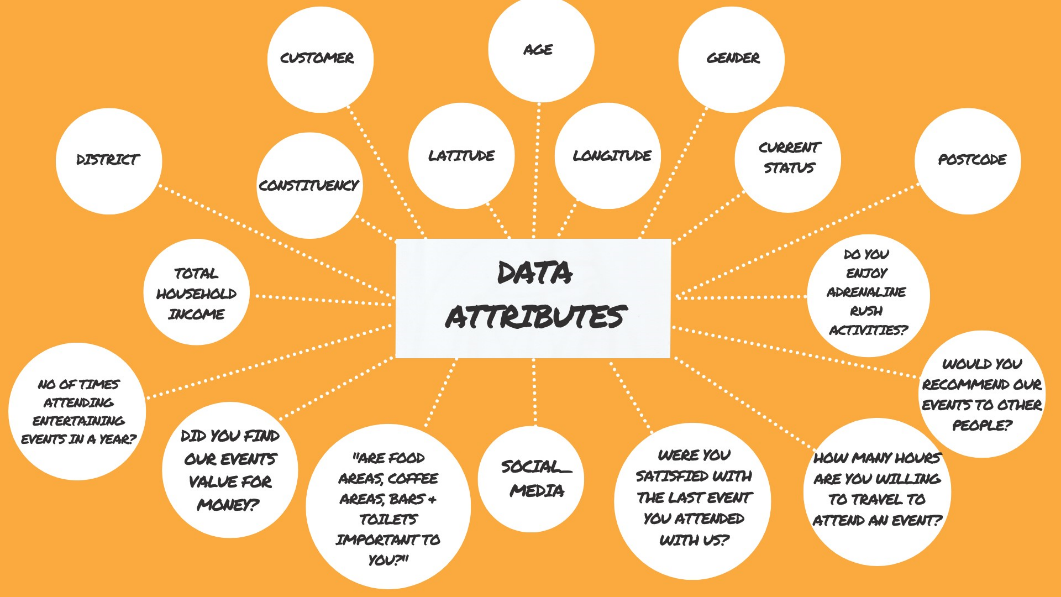 CUSTOMER
AGE
GENDER
DISTRICT
CONSTITUENCY
LATITUDE
LONGITUDE
CURRENT
STATUS
POSTCODE
TOTAL
HOUSEHOLD
INCOME
DATA
ATTRIBUTES
DO YOU
ENJOY
ADRENALINE
RUSH
ACTIVITIES?
NO OF TIMES
ATTENDING
ENTERTAINING
EVENTS IN A YEAR?
DID YOU FIND
OUR EVENTS
VALUE FOR
MONEY?
"ARE FOOD
AREAS, COFFEE
AREAS, BARS +
TOILETS
IMPORTANT TO
YOU?"
SOCIAL_
MEDIA
WERE YOU
SATISFIED WITH
THE LAST EVENT
YOU ATTENDED
WITH US?
HOW MANY HOURS
ARE YOU WILLING
TO TRAVEL TO
ATTEND AN EVENT?
WOULD YOU
RECOMMEND OUR
EVENTS TO OTHER
PEOPLE?